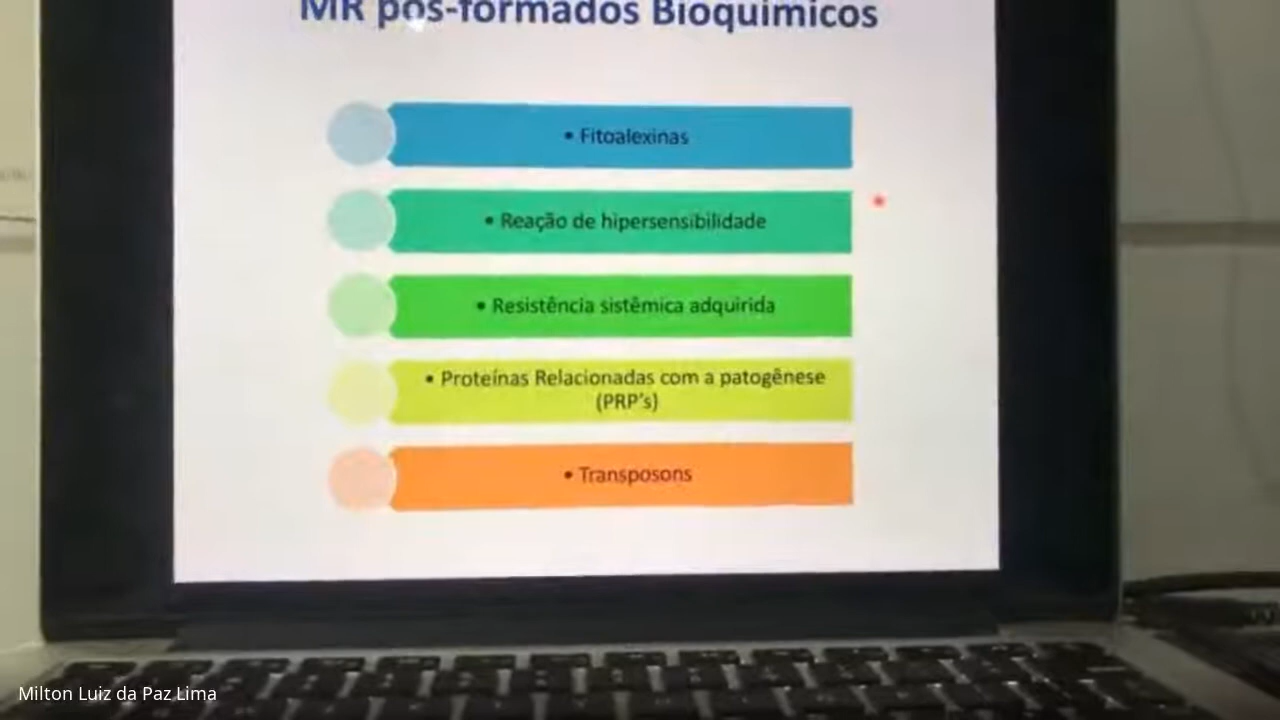 MR pós-formados Bioquímicos
• Fitoalexinas
• Reação de hipersensibilidade
• Resistência sistêmica adquirida
• Proteínas Relacionadas com a patogênese
(PRP's)
• Transposons
Milton Luiz da Paz Lima